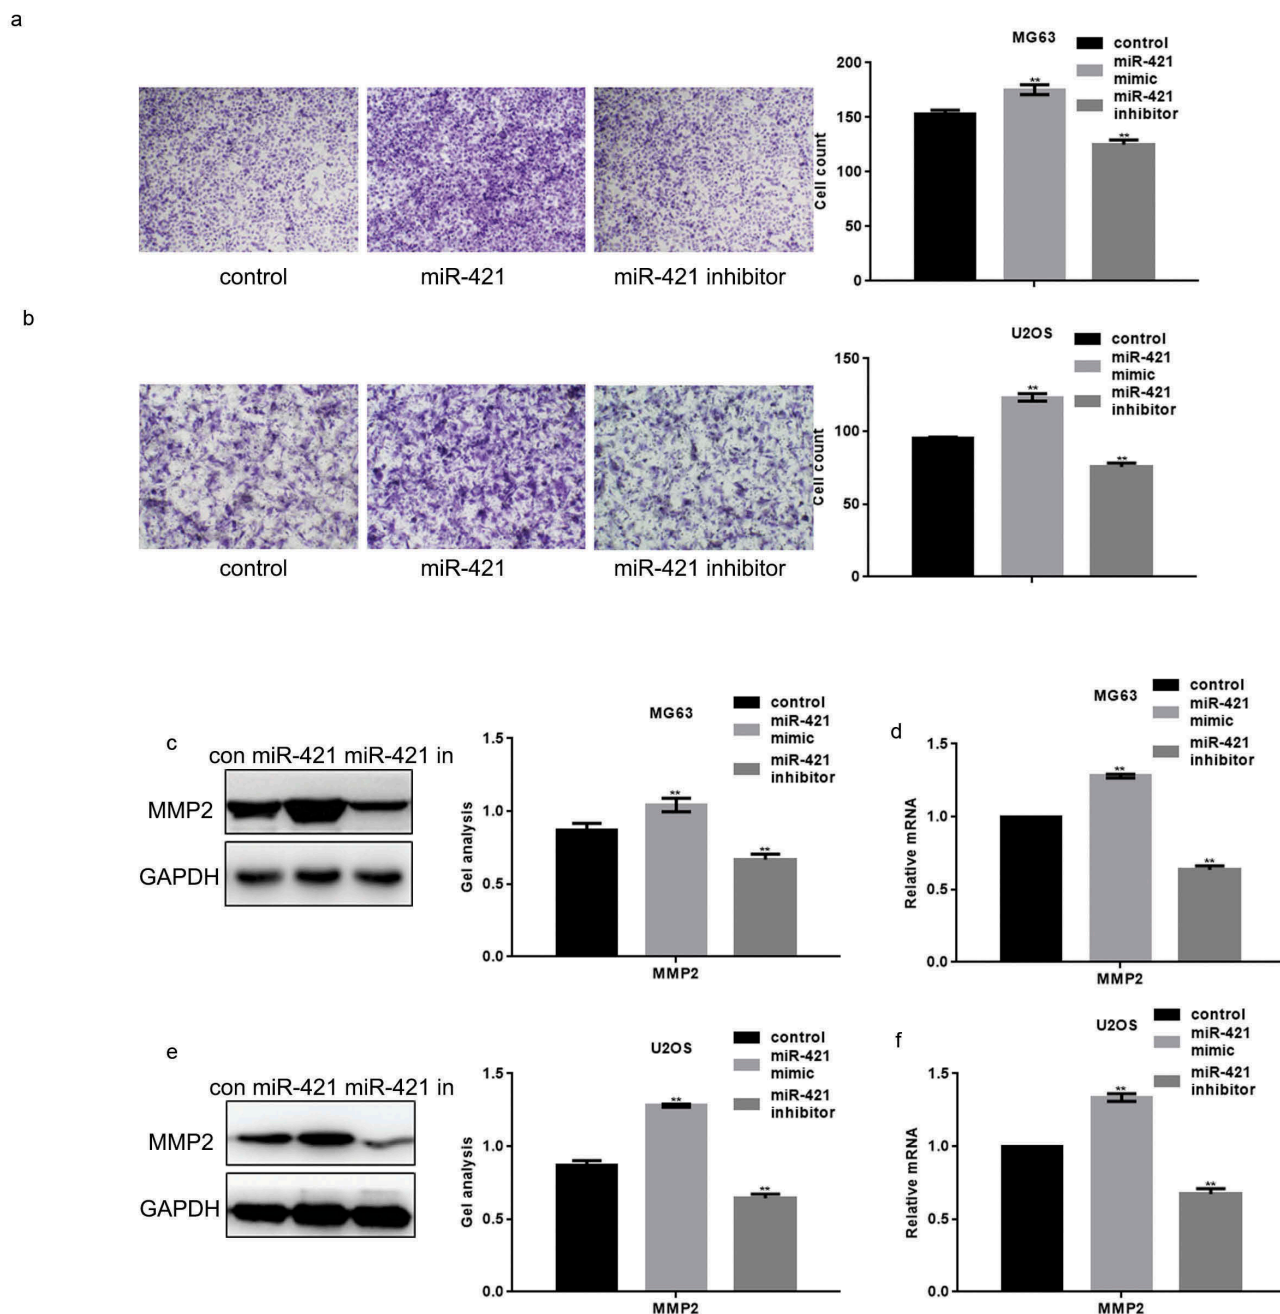 a
MG63
control
miR-421
mimic
miR-421
inhibitor
200
150
100
50
0
Cell count
**
**
control
miR-421
miR-421 inhibitor
b
U2OS
control
miR-421
mimic
miR-421
inhibitor
150
100
50
0
Cell count
**
**
control
miR-421
miR-421 inhibitor
c
con miR-421 miR-421 in
MMP2
GAPDH
MG63
control
miR-421
mimic
miR-421
inhibitor
1.5
1.0
0.5
0.0
Gel analysis
**
**
MMP2
d
MG63
control
miR-421
mimic
miR-421
inhibitor
1.5
1.0
0.5
0.0
Relative mRNA
**
**
MMP2
e
con miR-421 miR-421 in
MMP2
GAPDH
U2OS
control
miR-421
mimic
miR-421
inhibitor
1.5
1.0
0.5
0.0
Gel analysis
**
**
MMP2
f
U2OS
control
miR-421
mimic
miR-421
inhibitor
1.5
1.0
0.5
0.0
Relative mRNA
**
**
MMP2